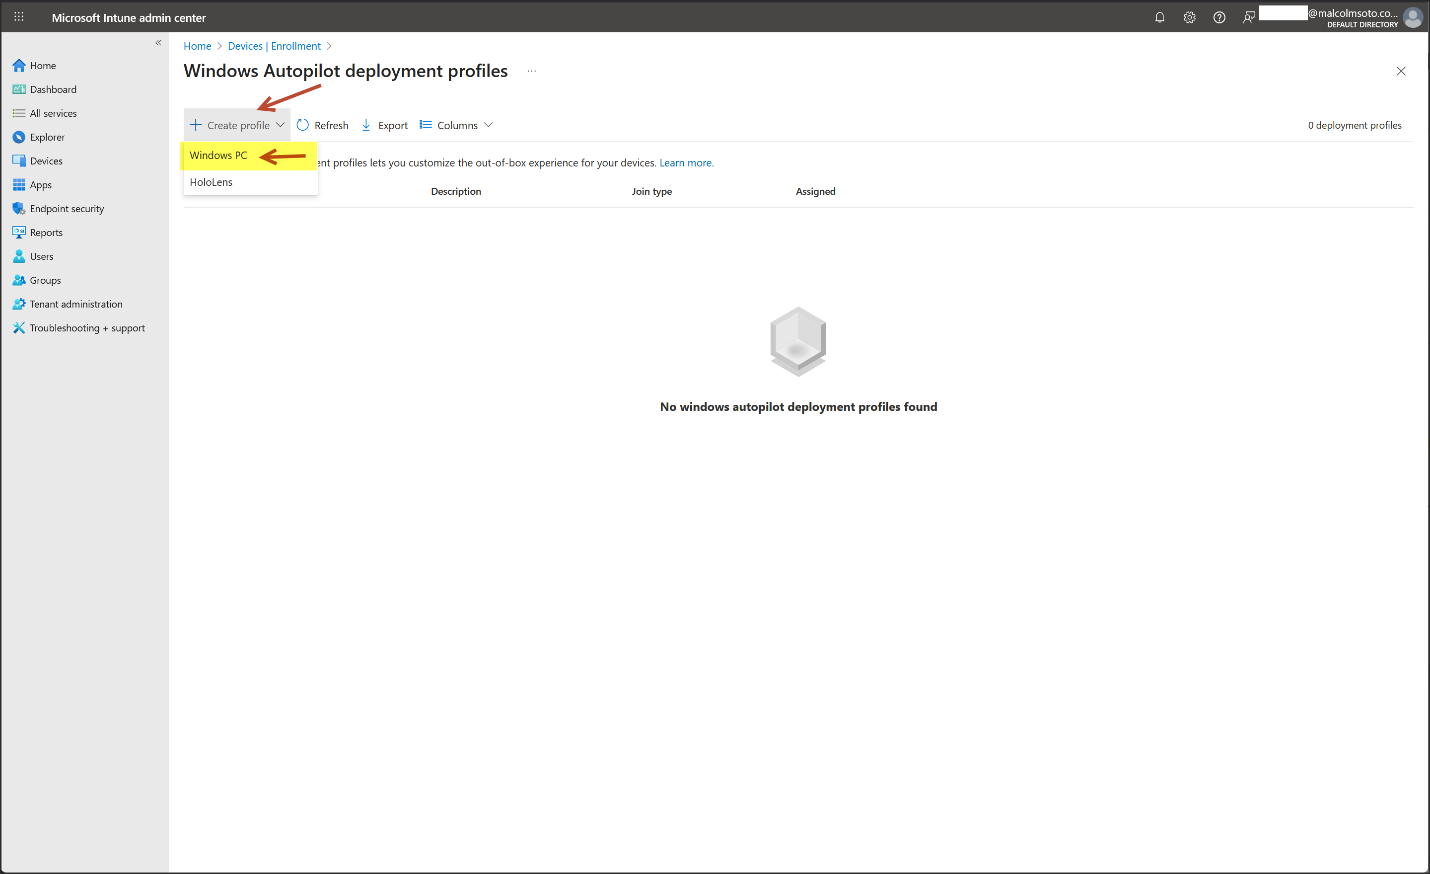 Microsoft Intune admin center
@malcolmsoto.co...
DEFAULT DIRECTORY
Home
Dashboard
All services
Explorer
Devices
Apps
Endpoint security
Reports
Users
Groups
Tenant administration
Troubleshooting + support
Home > Devices | Enrollment >
Windows Autopilot deployment profiles ...
Create profile Refresh Export Columns 0 deployment profiles
Windows PC
HoloLens
ent profiles lets you customize the out-of-box experience for your devices. Learn more.
Description Join type Assigned
No windows autopilot deployment profiles found